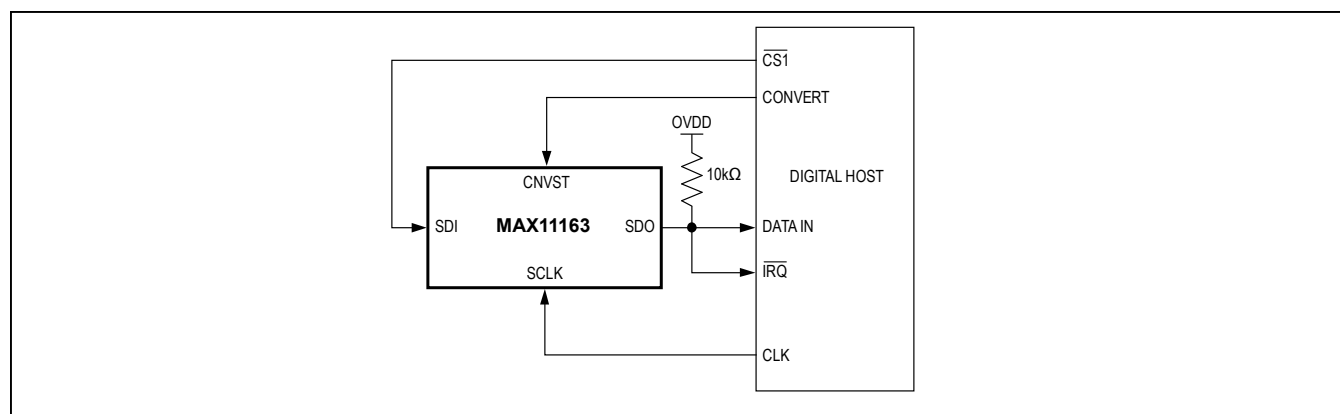 CS1
CONVERT
OVDD
10kΩ
DIGITAL HOST
CNVST
SDI
MAX11163
SDO
DATA IN
IRQ
SCLK
CLK